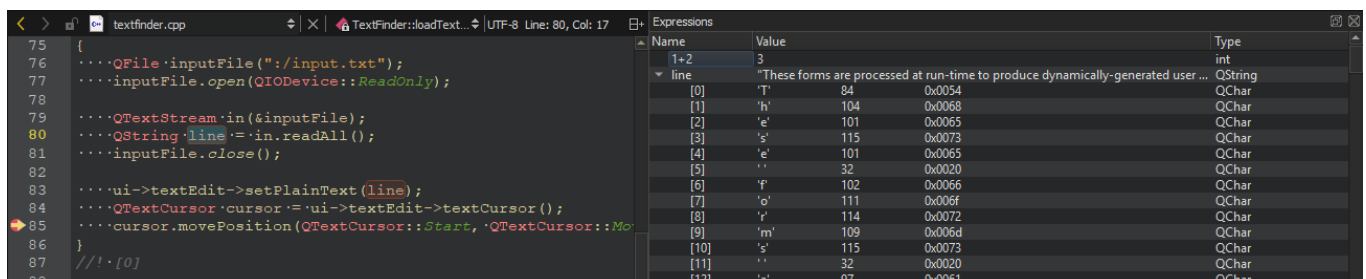 textfinder.cpp TextFinder::loadText... UTF-8 Line: 80, Col: 17
75 {
76 ····QFile·inputFile(":/input.txt");
77 ····inputFile.open(QIODevice::ReadOnly);
78
79 ····QTextStream·in(&inputFile);
80 ····QString·line·=·in.readAll();
81 ····inputFile.close();
82
83 ····ui->textEdit->setPlainText(line);
84 ····QTextCursor·cursor·=·ui->textEdit->textCursor();
85 ····cursor.movePosition(QTextCursor::Start,·QTextCursor::Mo
86 }
87 //!·[0]
Expressions
Name Value Type
1+2 3 int
line "These forms are processed at run-time to produce dynamically-generated user ... QString
[0] 'T' 84 0x0054 QChar
[1] 'h' 104 0x0068 QChar
[2] 'e' 101 0x0065 QChar
[3] 's' 115 0x0073 QChar
[4] 'e' 101 0x0065 QChar
[5] ' ' 32 0x0020 QChar
[6] 'f' 102 0x0066 QChar
[7] 'o' 111 0x006f QChar
[8] 'r' 114 0x0072 QChar
[9] 'm' 109 0x006d QChar
[10] 's' 115 0x0073 QChar
[11] ' ' 32 0x0020 QChar
[12] 'a' 97 0x0061 QChar